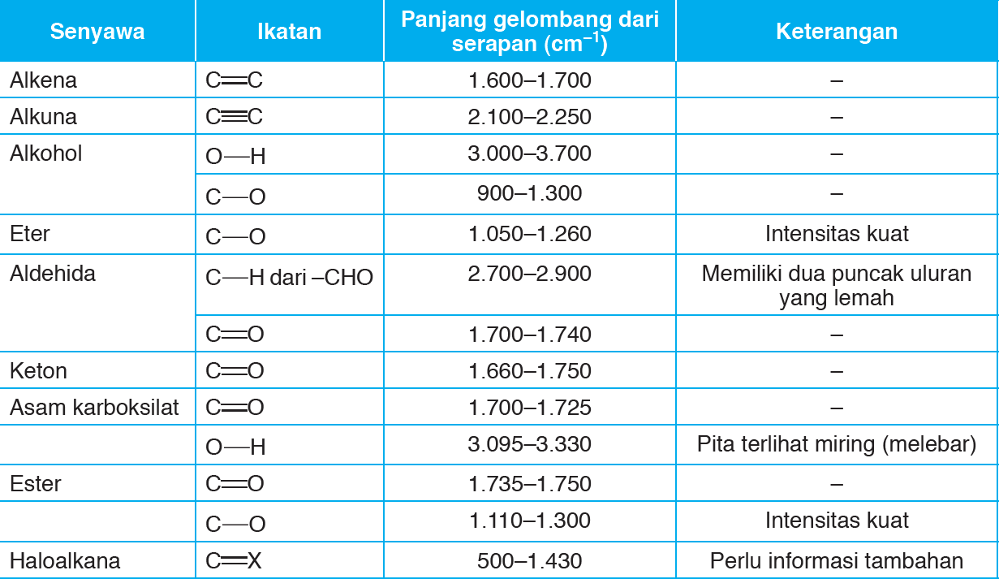 Senyawa Ikatan Panjang gelombang dari serapan (cm⁻¹) Keterangan
Alkena C=C 1.600–1.700 –
Alkuna C≡C 2.100–2.250 –
Alkohol O—H 3.000–3.700 –
C—O 900–1.300 –
Eter C—O 1.050–1.260 Intensitas kuat
Aldehida C—H dari –CHO 2.700–2.900 Memiliki dua puncak uluran yang lemah
C=O 1.700–1.740 –
Keton C=O 1.660–1.750 –
Asam karboksilat C=O 1.700–1.725 –
O—H 3.095–3.330 Pita terlihat miring (melebar)
Ester C=O 1.735–1.750 –
C—O 1.110–1.300 Intensitas kuat
Haloalkana C=X 500–1.430 Perlu informasi tambahan